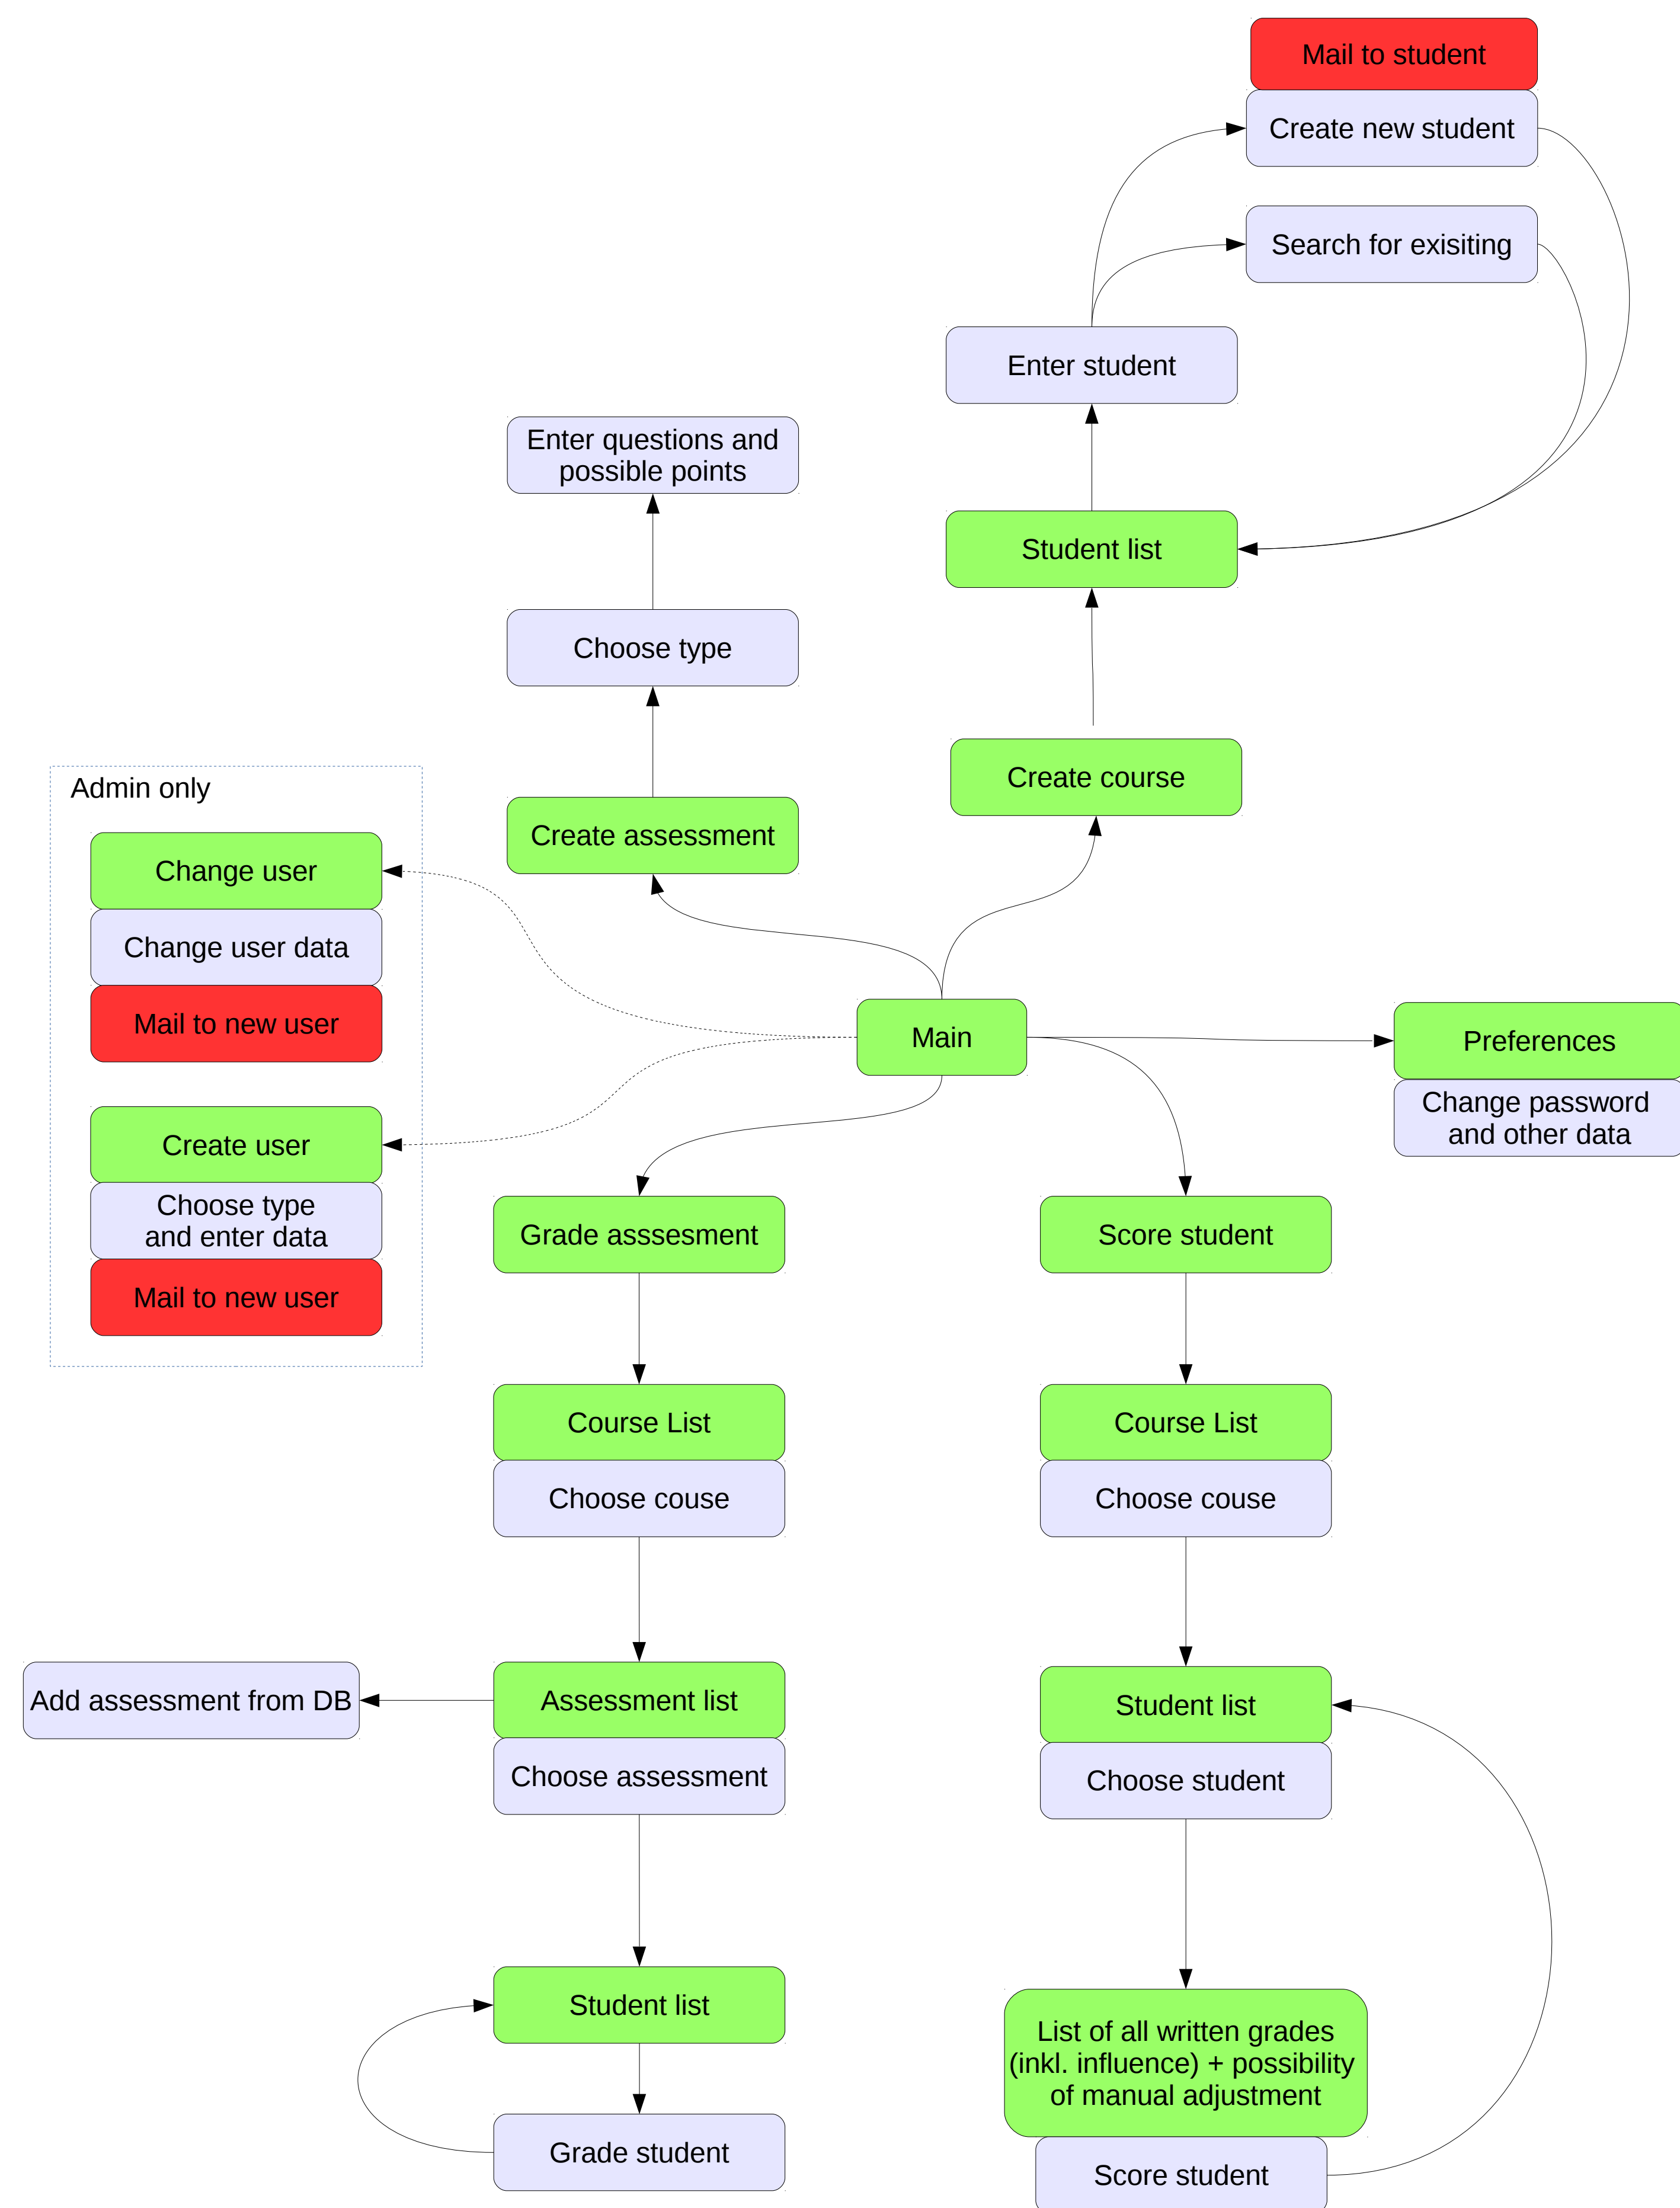 Mail to student
Create new student
Search for exisiting
Enter student
Enter questions and
possible points
Student list
Choose type
Create course
Admin only
Create assessment
Change user
Change user data
Mail to new user
Main
Preferences
Change password
and other data
Create user
Choose type
and enter data
Mail to new user
Grade asssesment
Score student
Course List
Choose couse
Course List
Choose couse
Add assessment from DB
Assessment list
Choose assessment
Student list
Choose student
Student list
Grade student
List of all written grades
(inkl. influence) + possibility
of manual adjustment
Score student